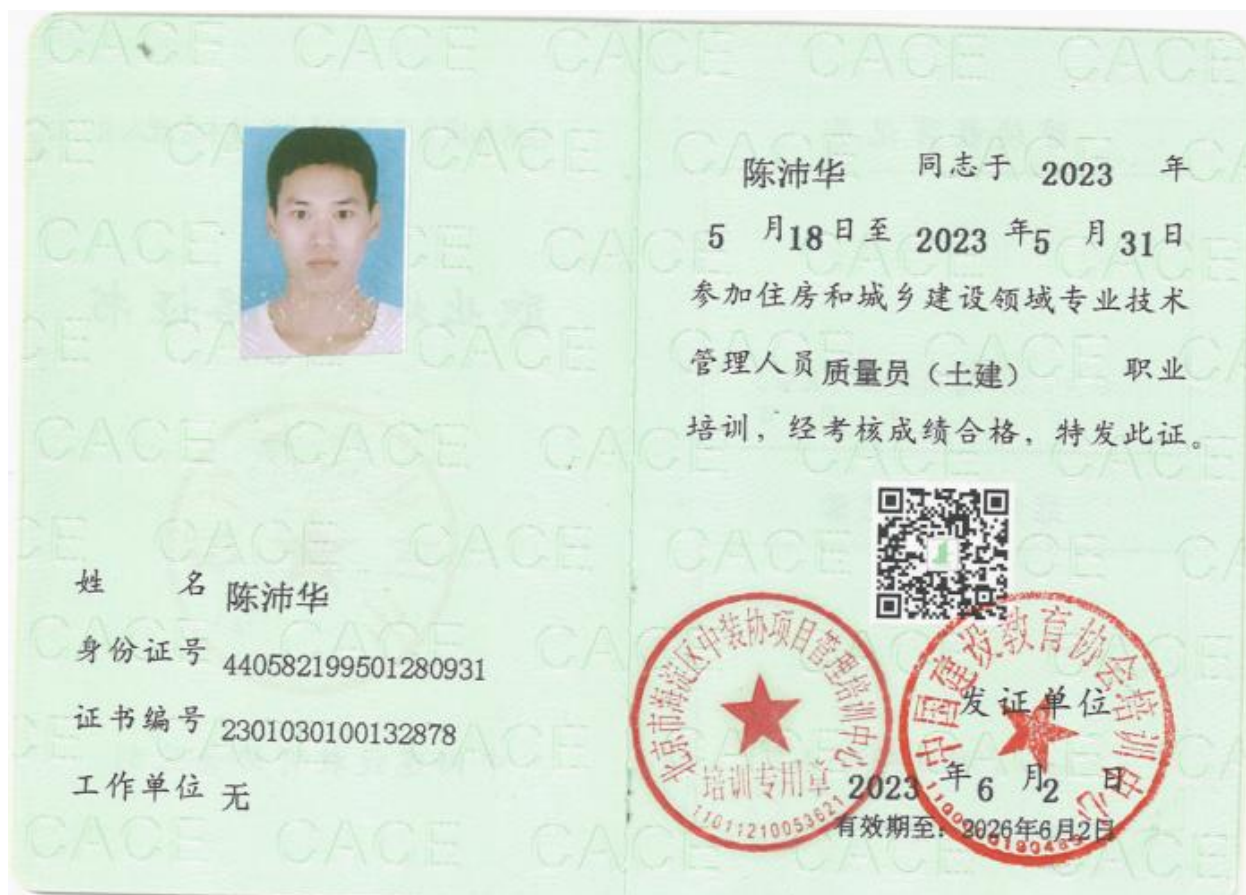 陈沛华 同志于 2023 年
5 月18日至 2023 年5 月 31日
参加住房和城乡建设领域专业技术
管理人员质量员（土建） 职业
培训，经考核成绩合格，特发此证。
姓 名 陈沛华
身份证号 440582199501280931
证书编号 2301030100132878
工作单位 无
北京市海淀区中装协项目管理培训中心
培训专用章
11011210053621
中国建设教育协会培训中心
发证单位
2023 年 6 月2 日
有效期至：2026年6月2日
CACE